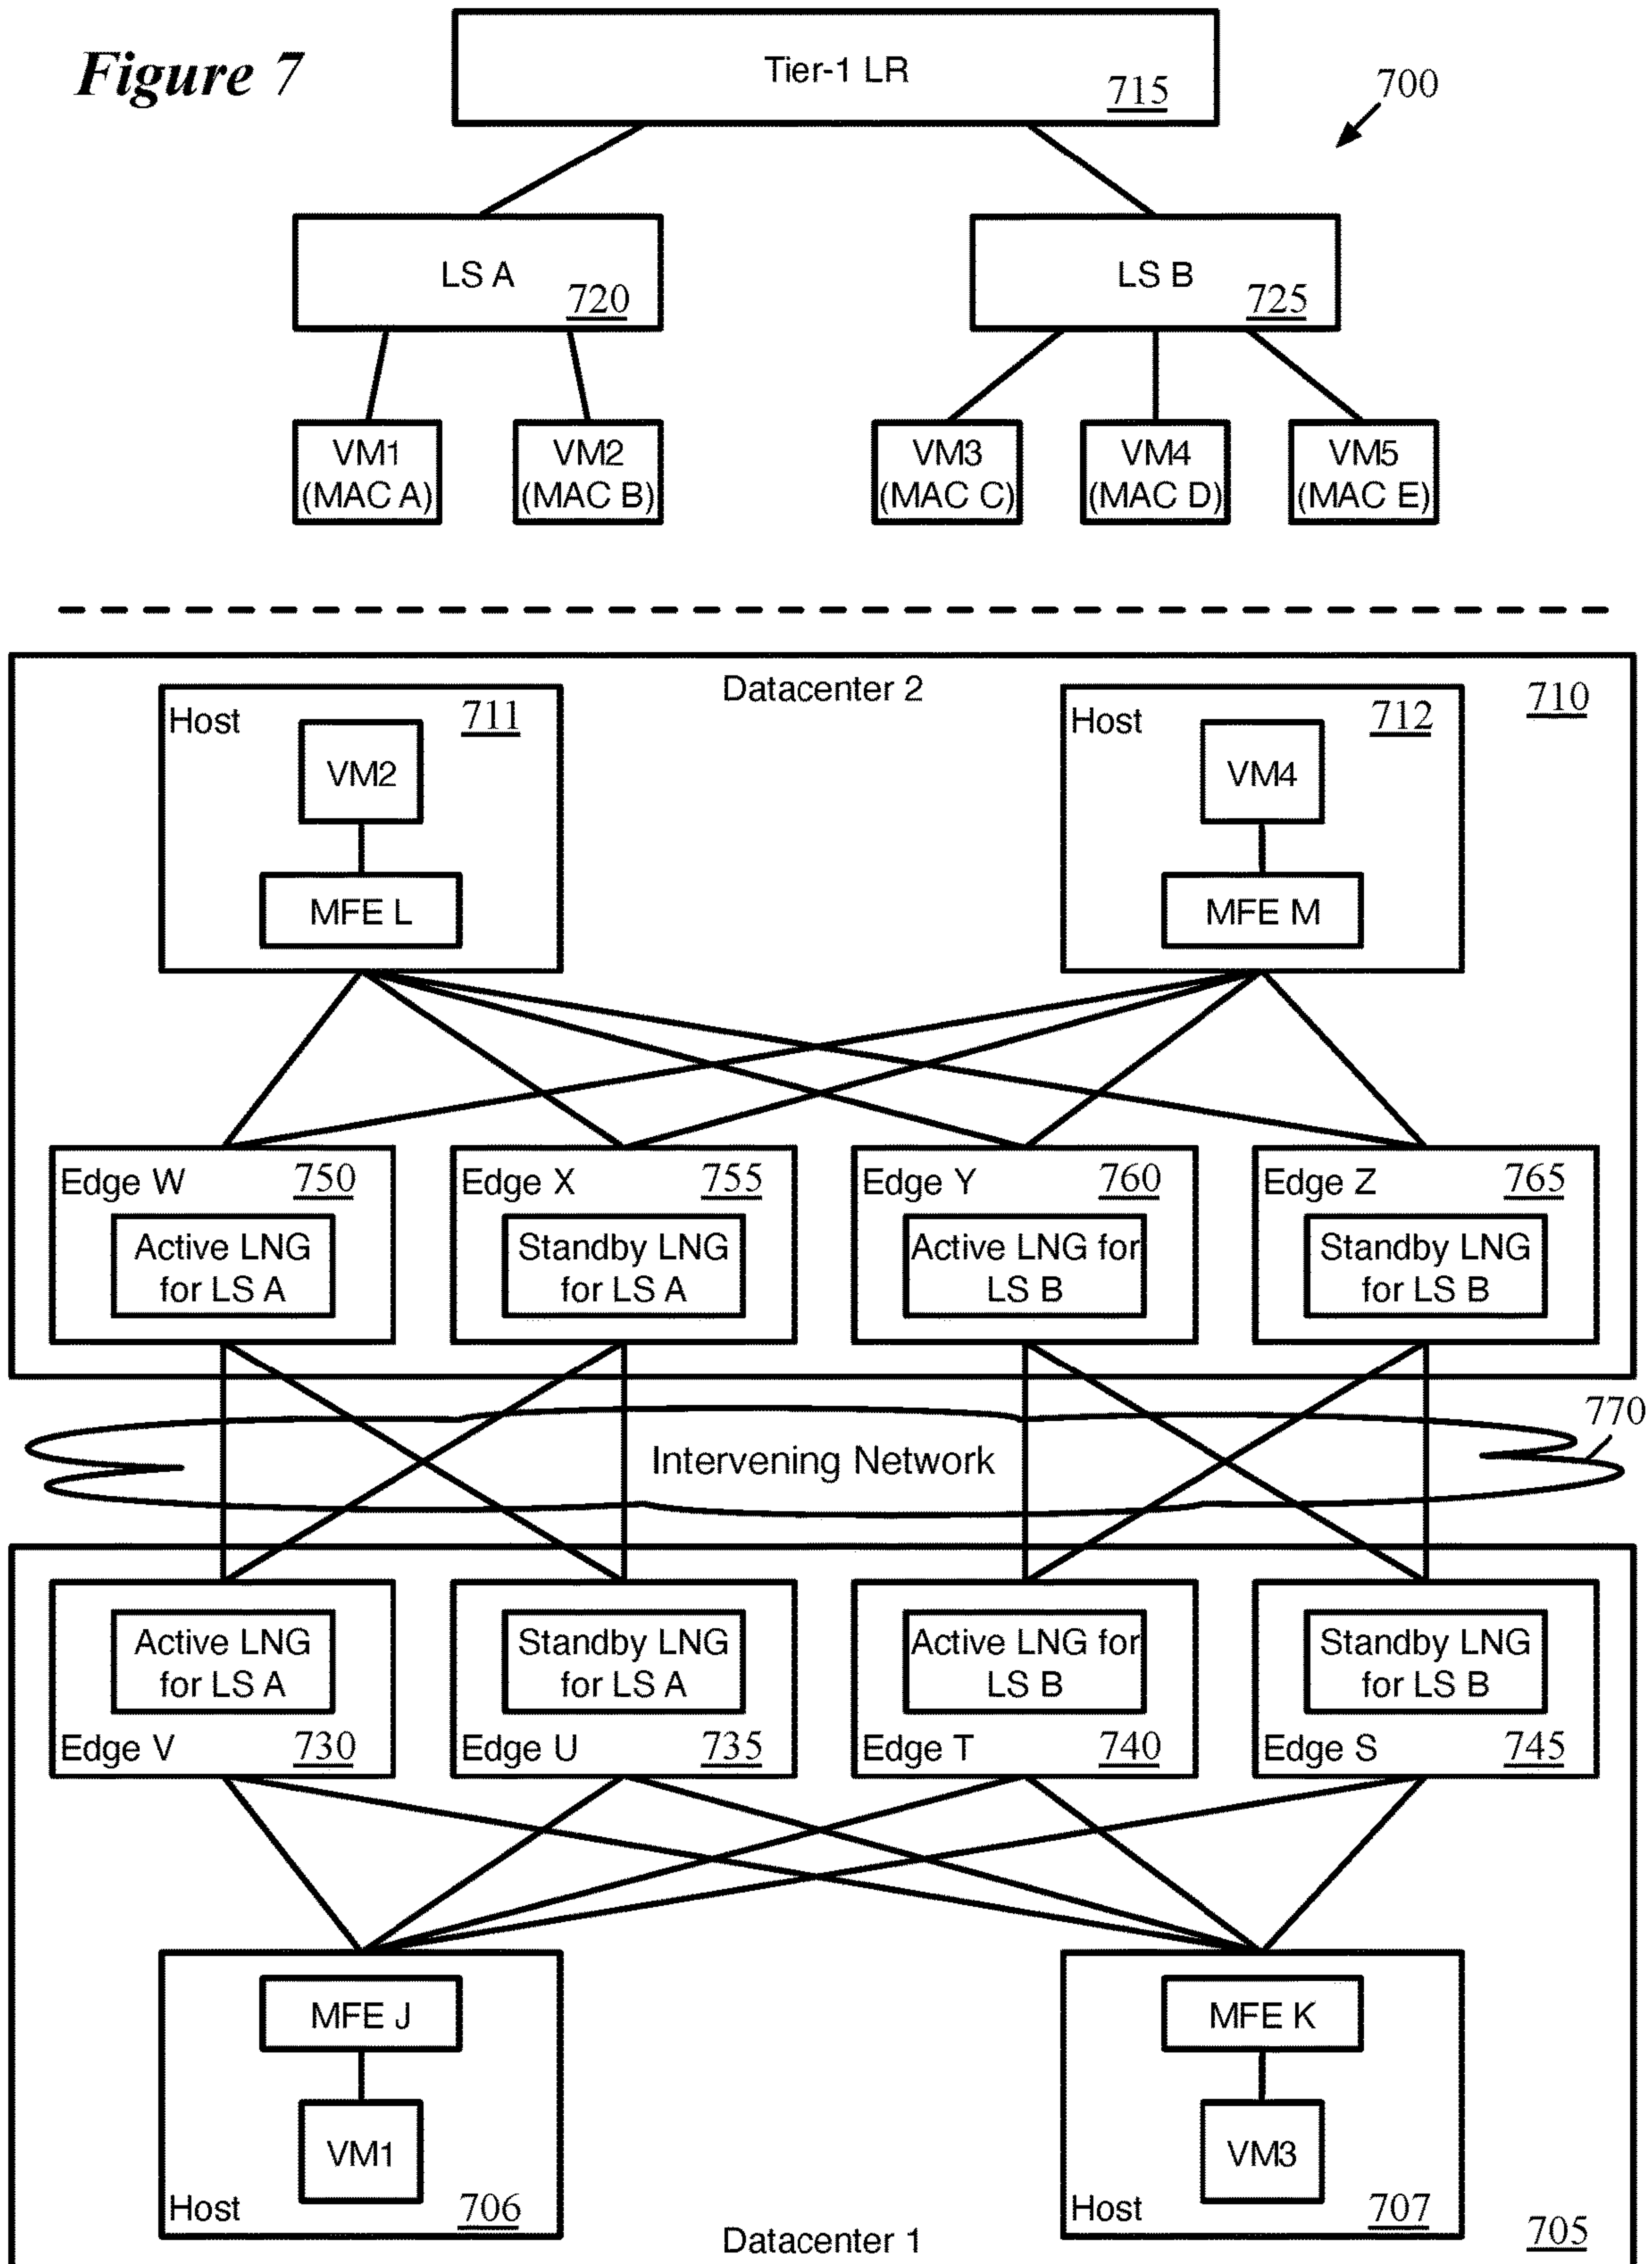 Figure 7
Tier-1 LR
715
700
LS A
720
LS B
725
VM1
(MAC A)
VM2
(MAC B)
VM3
(MAC C)
VM4
(MAC D)
VM5
(MAC E)
Datacenter 2
710
Host
711
VM2
MFE L
Host
712
VM4
MFE M
Edge W
750
Active LNG
for LS A
Edge X
755
Standby LNG
for LS A
Edge Y
760
Active LNG for
LS B
Edge Z
765
Standby LNG
for LS B
770
Intervening Network
Active LNG
for LS A
Edge V
730
Standby LNG
for LS A
Edge U
735
Active LNG for
LS B
Edge T
740
Standby LNG
for LS B
Edge S
745
MFE J
VM1
Host
706
MFE K
VM3
Host
707
Datacenter 1
705